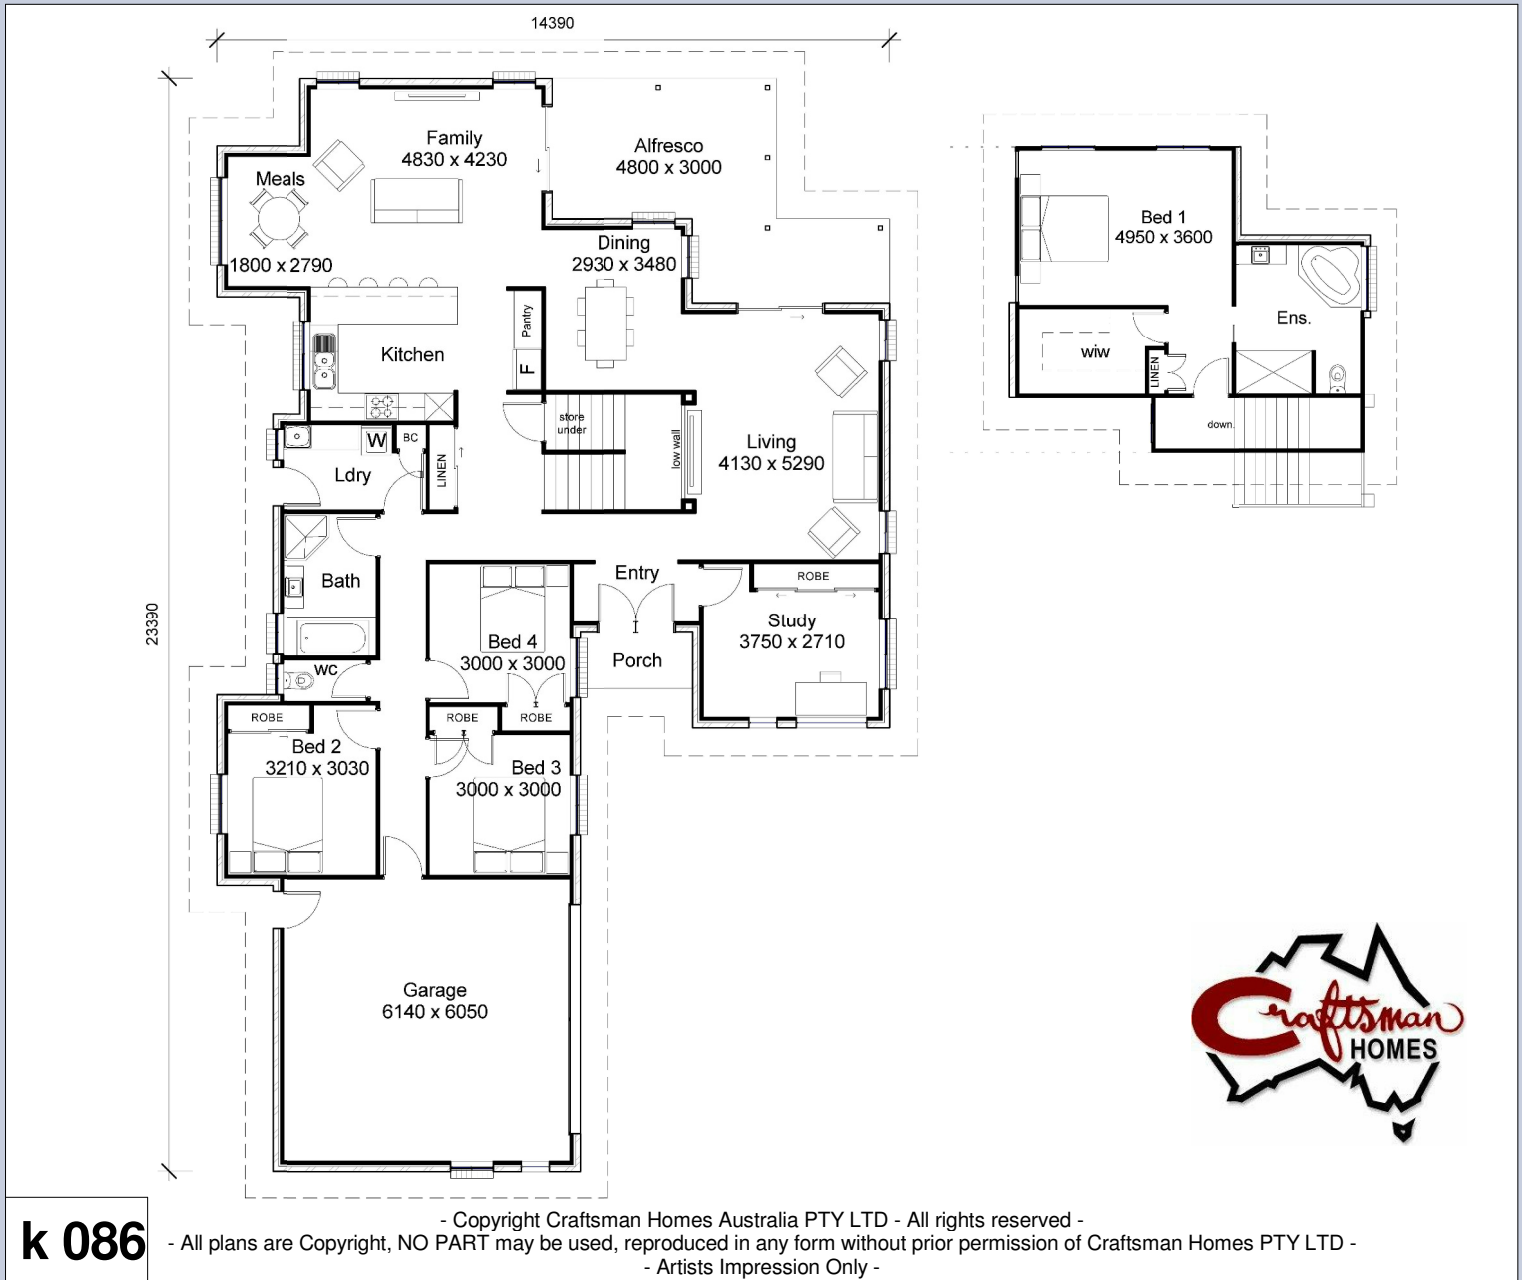 14390
23390
Family
4830 x 4230
Alfresco
4800 x 3000
Meals
1800 x 2790
Dining
2930 x 3480
Pantry
F
Kitchen
store
under
low wall
Living
4130 x 5290
W
BC
LINEN
Ldry
Bath
WC
Entry
Porch
ROBE
Study
3750 x 2710
Bed 4
3000 x 3000
ROBE
ROBE
ROBE
Bed 2
3210 x 3030
Bed 3
3000 x 3000
Garage
6140 x 6050
Bed 1
4950 x 3600
Ens.
wiw
LINEN
down.
Craftsman
HOMES
k 086
- Copyright Craftsman Homes Australia PTY LTD - All rights reserved -
- All plans are Copyright, NO PART may be used, reproduced in any form without prior permission of Craftsman Homes PTY LTD -
- Artists Impression Only -